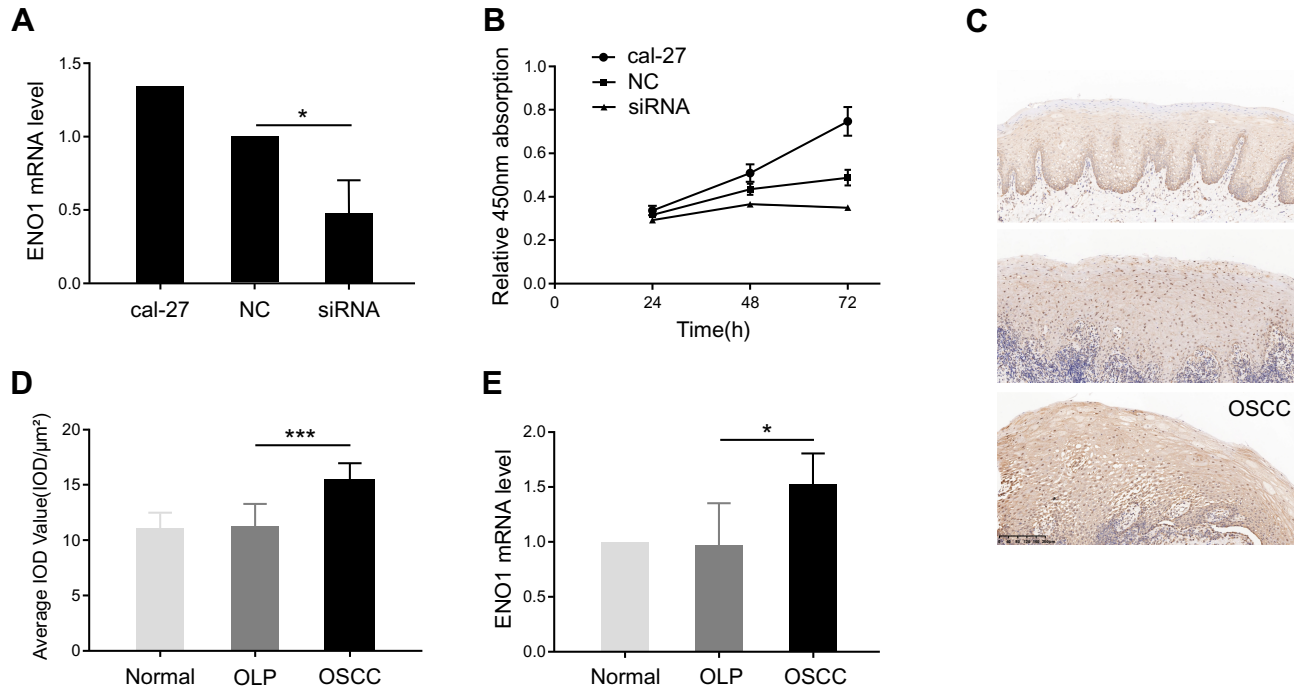 A
ENO1 mRNA level
1.5
1.0
0.5
0.0
*
cal-27 NC siRNA
B
cal-27
NC
siRNA
Relative 450nm absorption
1.0
0.8
0.6
0.4
0.2
0.0
0 24 48 72
Time(h)
C
OSCC
D
Average IOD Value(IOD/µm²)
20
15
10
5
0
***
Normal OLP OSCC
E
ENO1 mRNA level
2.0
1.5
1.0
0.5
0.0
*
Normal OLP OSCC